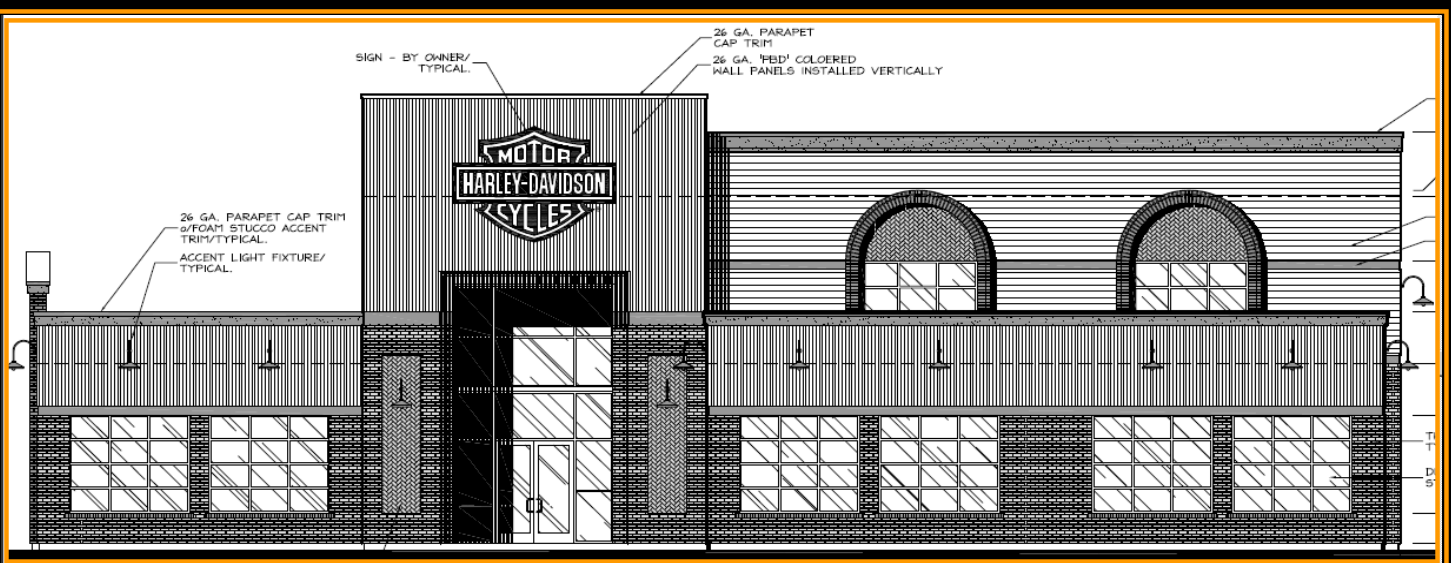 26 GA. PARAPET
CAP TRIM
SIGN - BY OWNER/
TYPICAL.
26 GA. 'PBD' COLOERED
WALL PANELS INSTALLED VERTICALLY
MOTOR
HARLEY-DAVIDSON
CYCLES
26 GA. PARAPET CAP TRIM
o/FOAM STUCCO ACCENT
TRIM/TYPICAL.
ACCENT LIGHT FIXTURE/
TYPICAL.